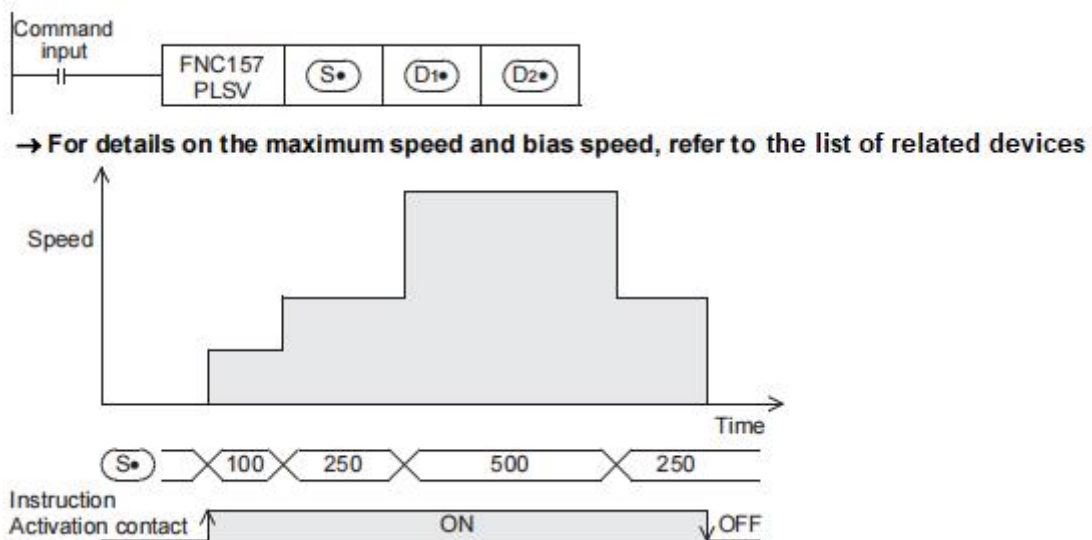 Command
input
FNC157
PLSV
S•
D1•
D2•
→ For details on the maximum speed and bias speed, refer to the list of related devices
Speed
Time
S•
100
250
500
250
Instruction
Activation contact
ON
OFF